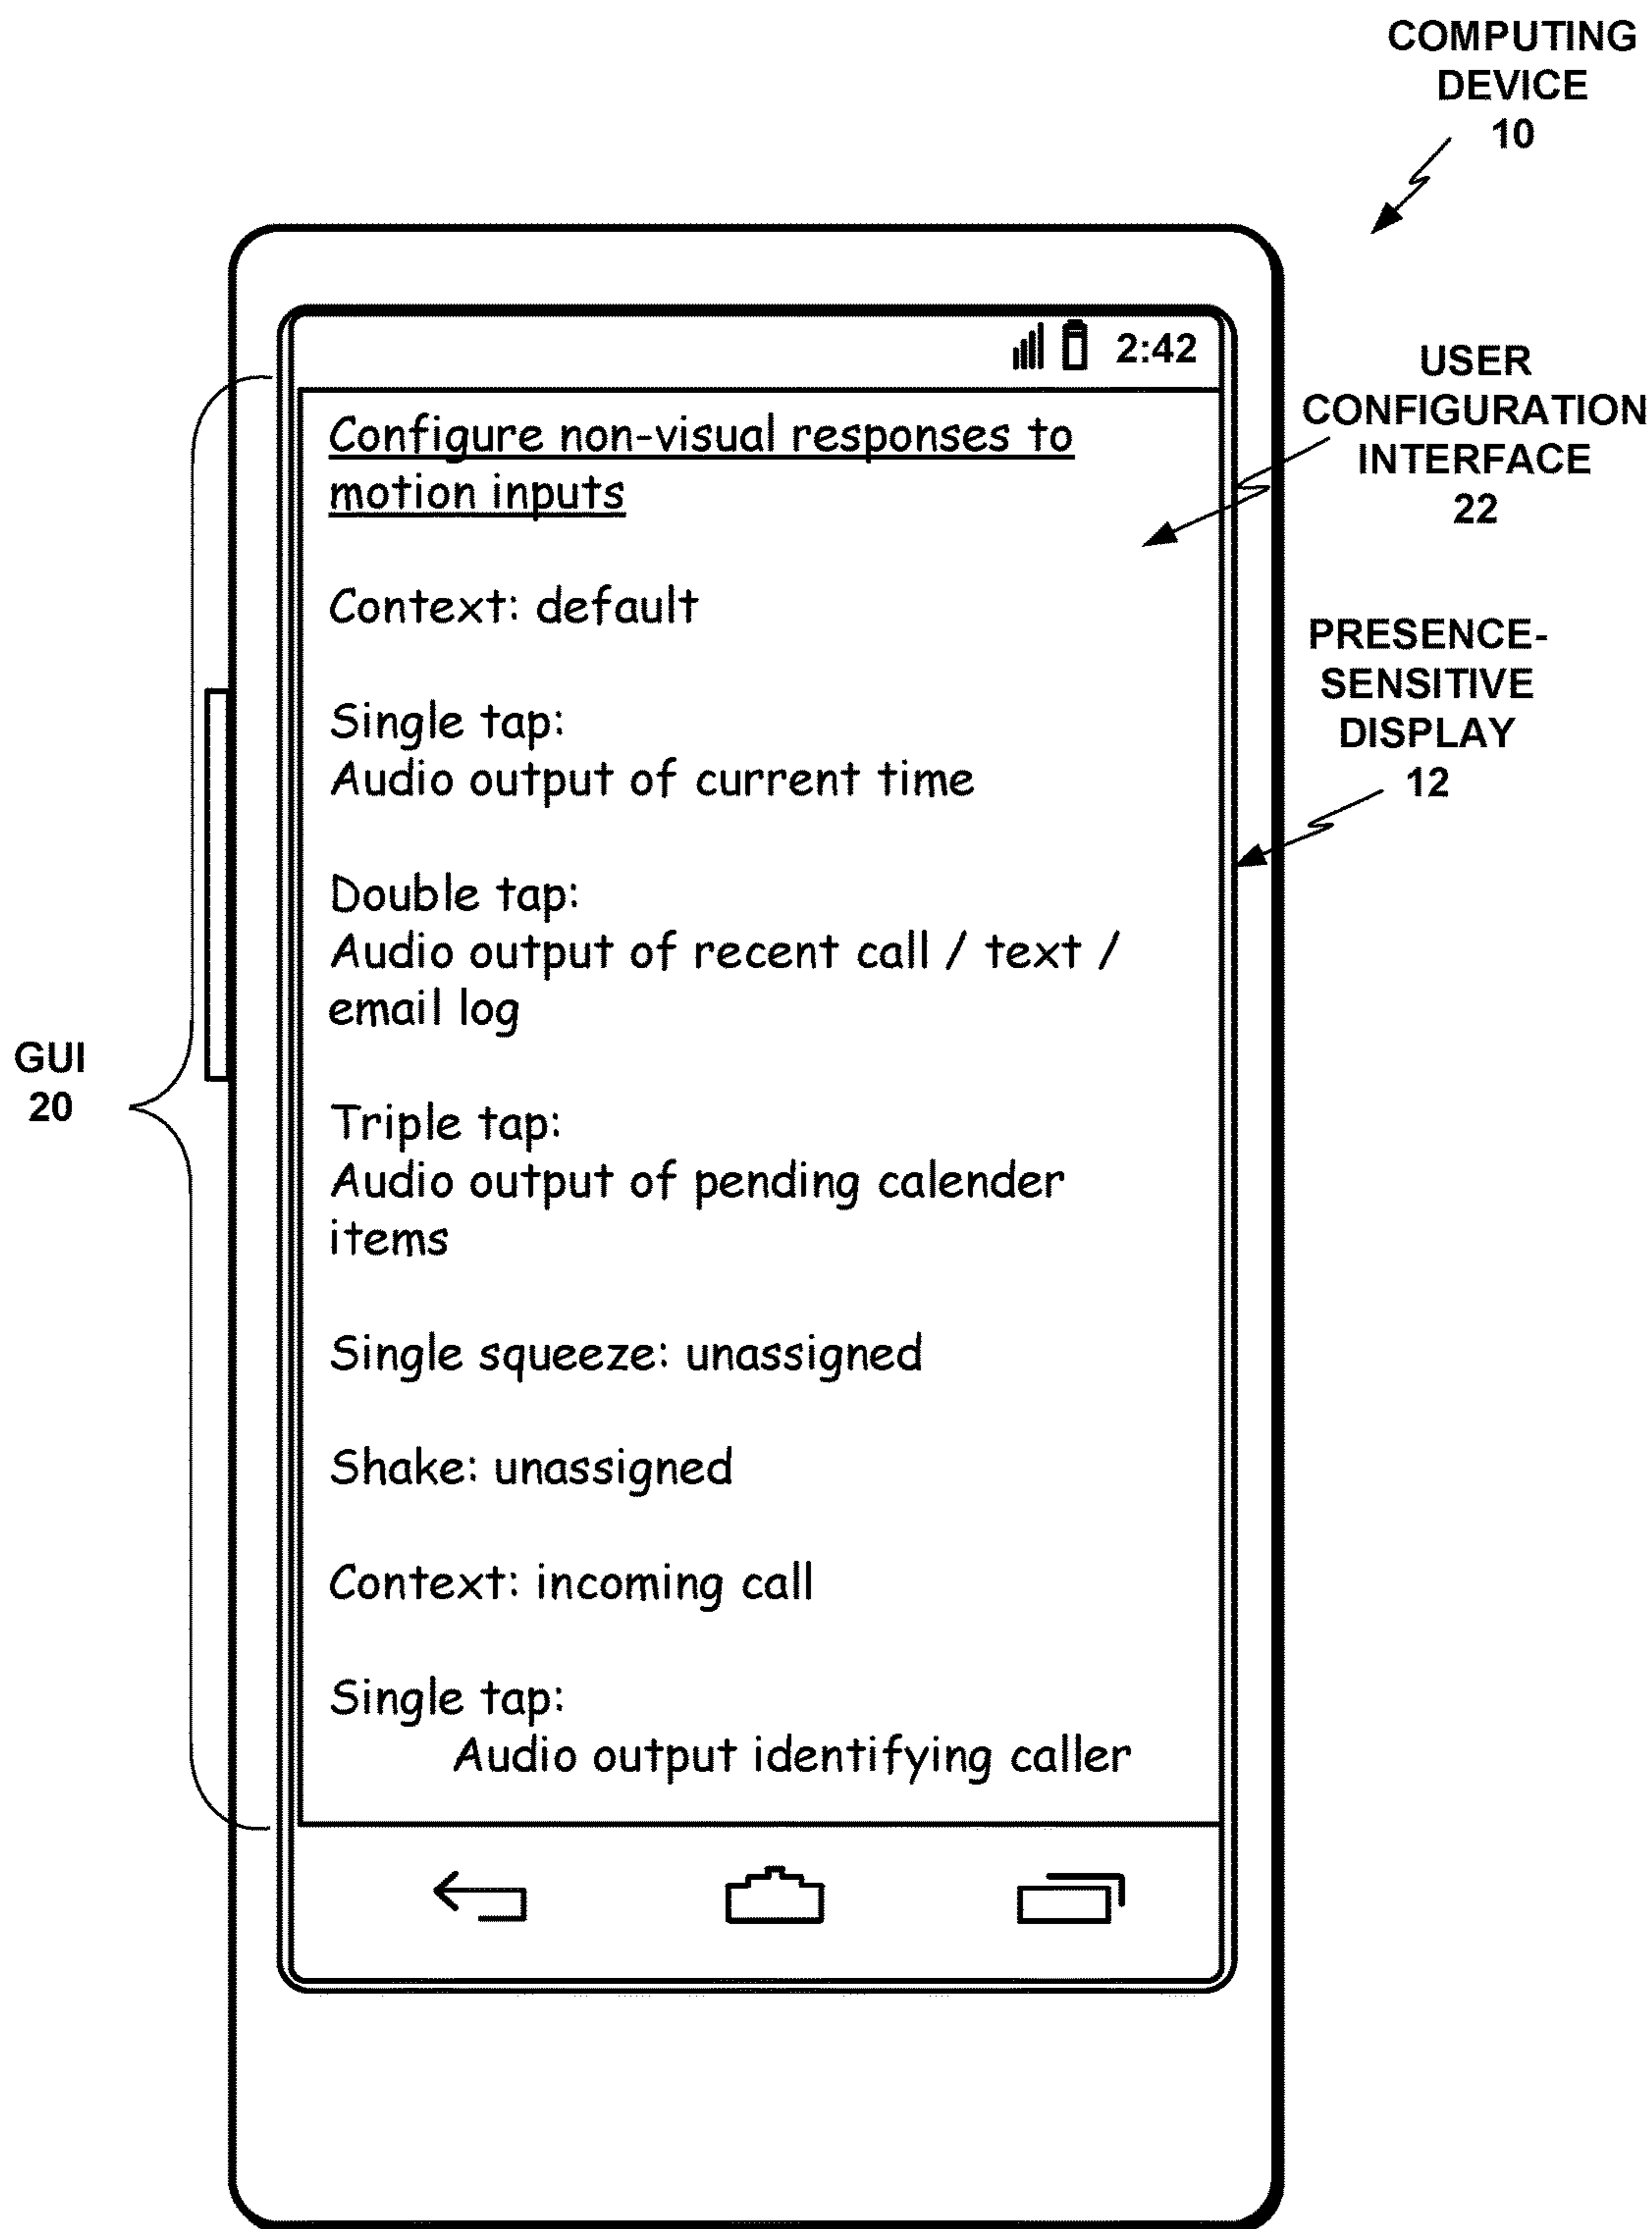 COMPUTING
DEVICE
10
2:42
USER
CONFIGURATION
INTERFACE
22
Configure non-visual responses to
motion inputs
Context: default
PRESENCE-
SENSITIVE
DISPLAY
12
Single tap:
Audio output of current time
Double tap:
Audio output of recent call / text /
email log
GUI
20
Triple tap:
Audio output of pending calender
items
Single squeeze: unassigned
Shake: unassigned
Context: incoming call
Single tap:
Audio output identifying caller